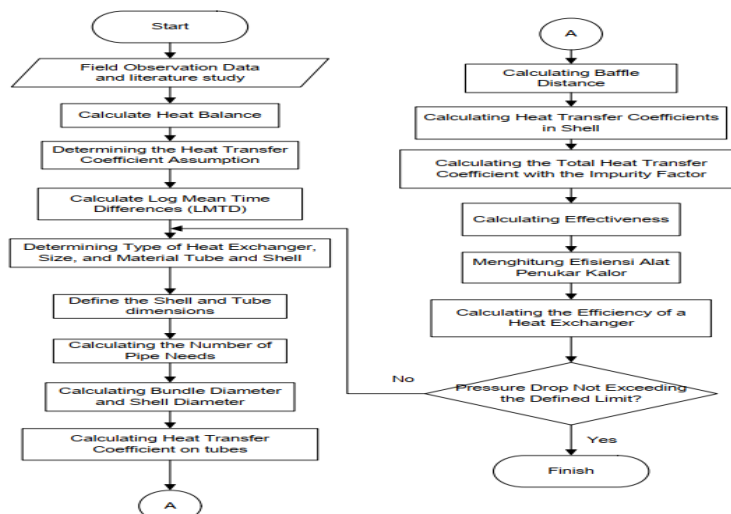 Start
Field Observation Data
and literature study
Calculate Heat Balance
Determining the Heat Transfer
Coefficient Assumption
Calculate Log Mean Time
Differences (LMTD)
Determining Type of Heat Exchanger,
Size, and Material Tube and Shell
Define the Shell and Tube
dimensions
Calculating the Number of
Pipe Needs
Calculating Bundle Diameter
and Shell Diameter
Calculating Heat Transfer
Coefficient on tubes
A
A
Calculating Baffle
Distance
Calculating Heat Transfer Coefficients
in Shell
Calculating the Total Heat Transfer
Coefficient with the Impurity Factor
Calculating Effectiveness
Menghitung Efisiensi Alat
Penukar Kalor
Calculating the Efficiency of a
Heat Exchanger
No
Pressure Drop Not Exceeding
the Defined Limit?
Yes
Finish